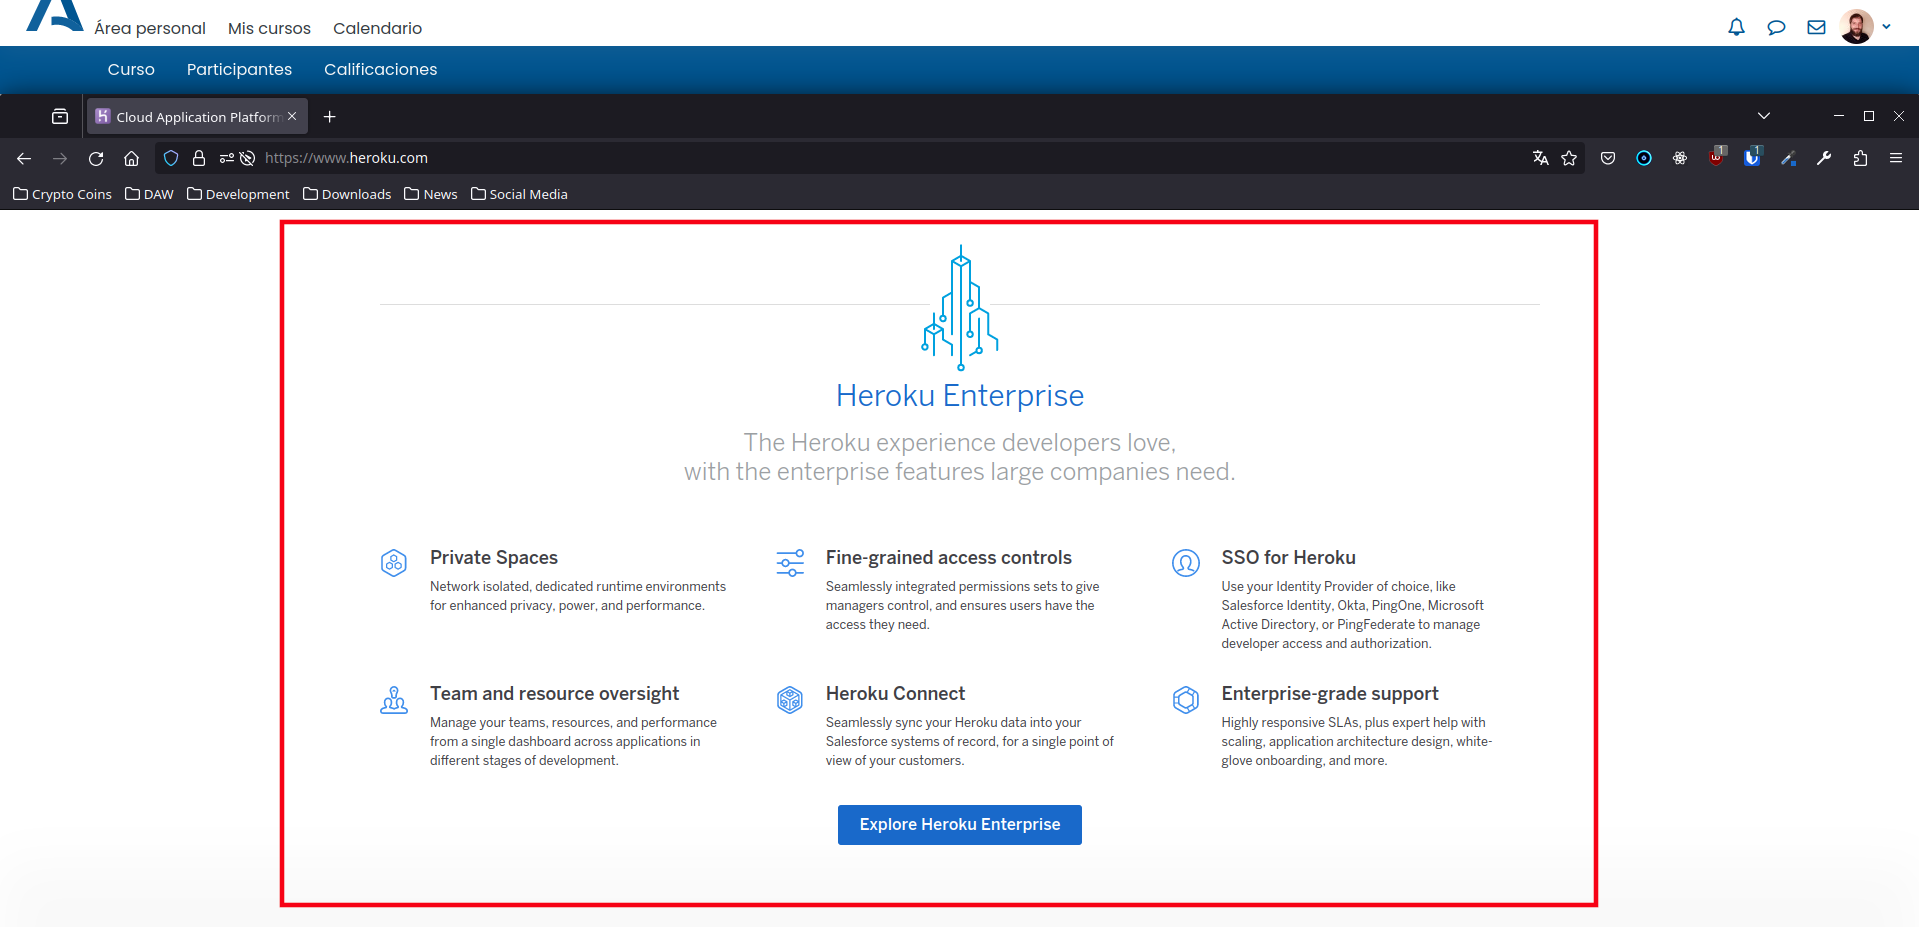 Área personal Mis cursos Calendario
Curso Participantes Calificaciones
Cloud Application Platform
https://www.heroku.com
1 1
Crypto Coins DAW Development Downloads News Social Media
Heroku Enterprise
The Heroku experience developers love,
with the enterprise features large companies need.
Private Spaces
Network isolated, dedicated runtime environments
for enhanced privacy, power, and performance.
Fine-grained access controls
Seamlessly integrated permissions sets to give
managers control, and ensures users have the
access they need.
SSO for Heroku
Use your Identity Provider of choice, like
Salesforce Identity, Okta, PingOne, Microsoft
Active Directory, or PingFederate to manage
developer access and authorization.
Team and resource oversight
Manage your teams, resources, and performance
from a single dashboard across applications in
different stages of development.
Heroku Connect
Seamlessly sync your Heroku data into your
Salesforce systems of record, for a single point of
view of your customers.
Enterprise-grade support
Highly responsive SLAs, plus expert help with
scaling, application architecture design, white-
glove onboarding, and more.
Explore Heroku Enterprise